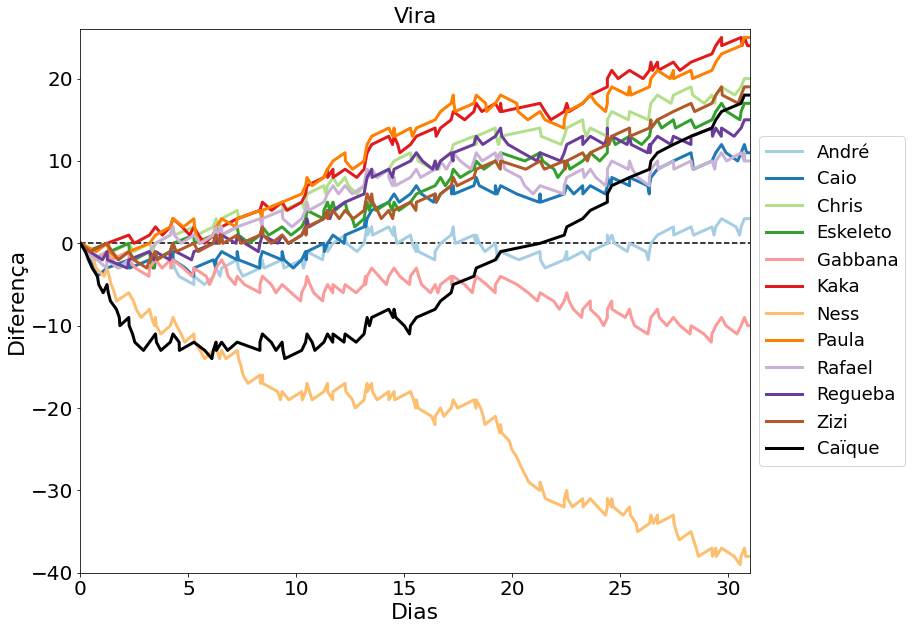 Vira
Diferença
20
10
0
−10
−20
−30
−40
0 5 10 15 20 25 30
Dias
André
Caio
Chris
Eskeleto
Gabbana
Kaka
Ness
Paula
Rafael
Regueba
Zizi
Caïque